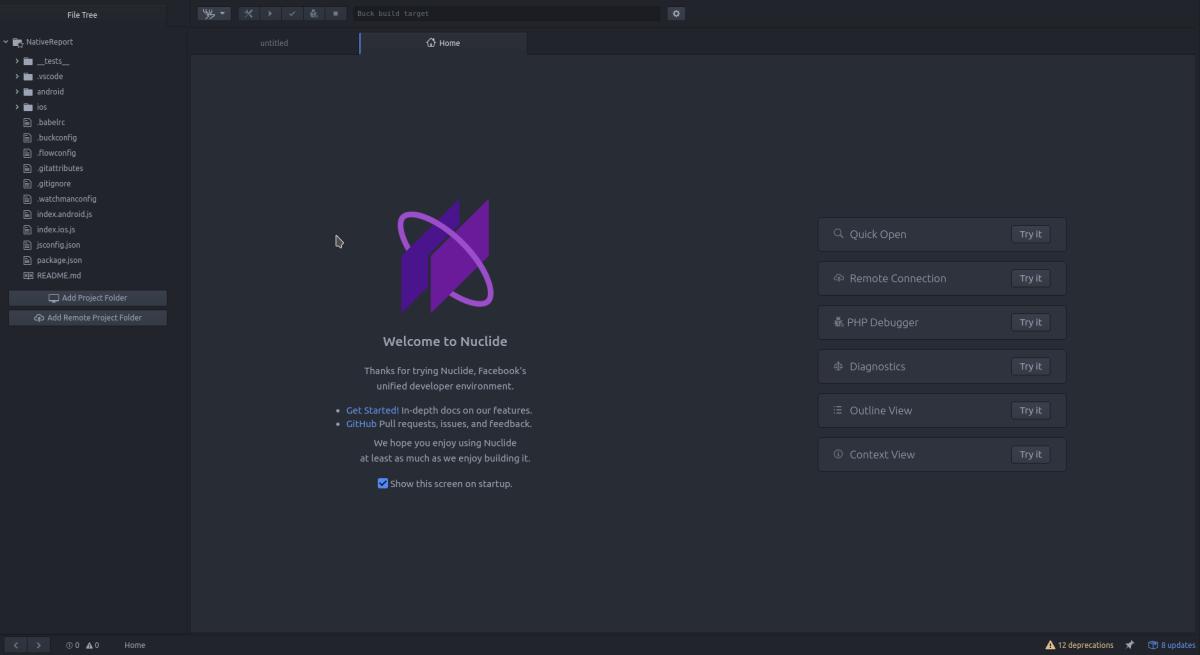 File Tree
Buck build target
untitled
Home
NativeReport
__tests__
.vscode
android
ios
.babelrc
.buckconfig
.flowconfig
.gitattributes
.gitignore
.watchmanconfig
index.android.js
index.ios.js
jsconfig.json
package.json
README.md
Add Project Folder
Add Remote Project Folder
Welcome to Nuclide
Thanks for trying Nuclide, Facebook's
unified developer environment.
• Get Started! In-depth docs on our features.
• GitHub Pull requests, issues, and feedback.
We hope you enjoy using Nuclide
at least as much as we enjoy building it.
Show this screen on startup.
Quick Open Try it
Remote Connection Try it
PHP Debugger Try it
Diagnostics Try it
Outline View Try it
Context View Try it
0 0 Home 12 deprecations 8 updates